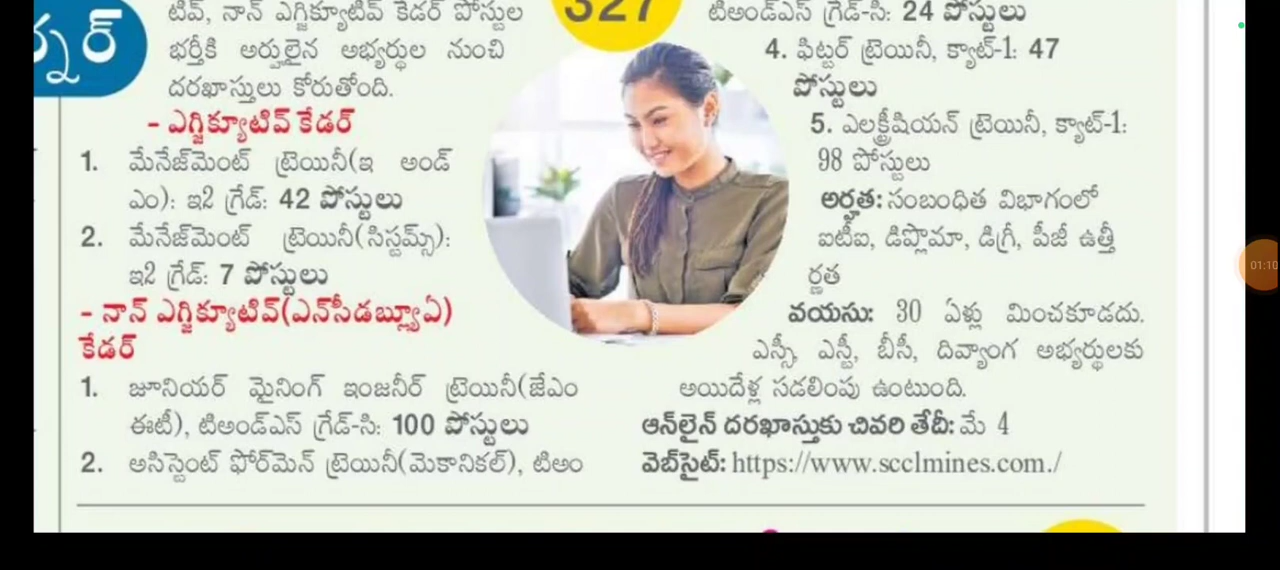 ర్నర్
టివ్, నాన్ ఎగ్జిక్యూటివ్ కేడర్ పోస్టుల
భర్తీకి అర్హులైన అభ్యర్థుల నుంచి
దరఖాస్తులు కోరుతోంది.
- ఎగ్జిక్యూటివ్ కేడర్
1. మేనేజ్‌మెంట్ ట్రెయినీ(ఇ అండ్
ఎం): ఇ2 గ్రేడ్: 42 పోస్టులు
2. మేనేజ్‌మెంట్ ట్రెయినీ(సిస్టమ్స్):
ఇ2 గ్రేడ్: 7 పోస్టులు
- నాన్ ఎగ్జిక్యూటివ్(ఎన్‌సీడబ్ల్యూఏ)
కేడర్
1. జూనియర్ మైనింగ్ ఇంజనీర్ ట్రెయినీ(జేఎం
ఈటీ), టిఅండ్ఎస్ గ్రేడ్-సి: 100 పోస్టులు
2. అసిస్టెంట్ ఫోర్‌మెన్ ట్రెయినీ(మెకానికల్), టిఅం
327
టిఅండ్ఎస్ గ్రేడ్-సి: 24 పోస్టులు
4. ఫిట్టర్ ట్రెయినీ, క్యాట్-1: 47
పోస్టులు
5. ఎలక్ట్రీషియన్ ట్రెయినీ, క్యాట్-1:
98 పోస్టులు
అర్హత: సంబంధిత విభాగంలో
ఐటీఐ, డిప్లొమా, డిగ్రీ, పీజీ ఉత్తీ
ర్ణత
వయసు: 30 ఏళ్లు మించకూడదు.
ఎస్సీ, ఎస్టీ, బీసీ, దివ్యాంగ అభ్యర్థులకు
అయిదేళ్ల సడలింపు ఉంటుంది.
ఆన్‌లైన్ దరఖాస్తుకు చివరి తేదీ: మే 4
వెబ్‌సైట్: https://www.scclmines.com./
01:10